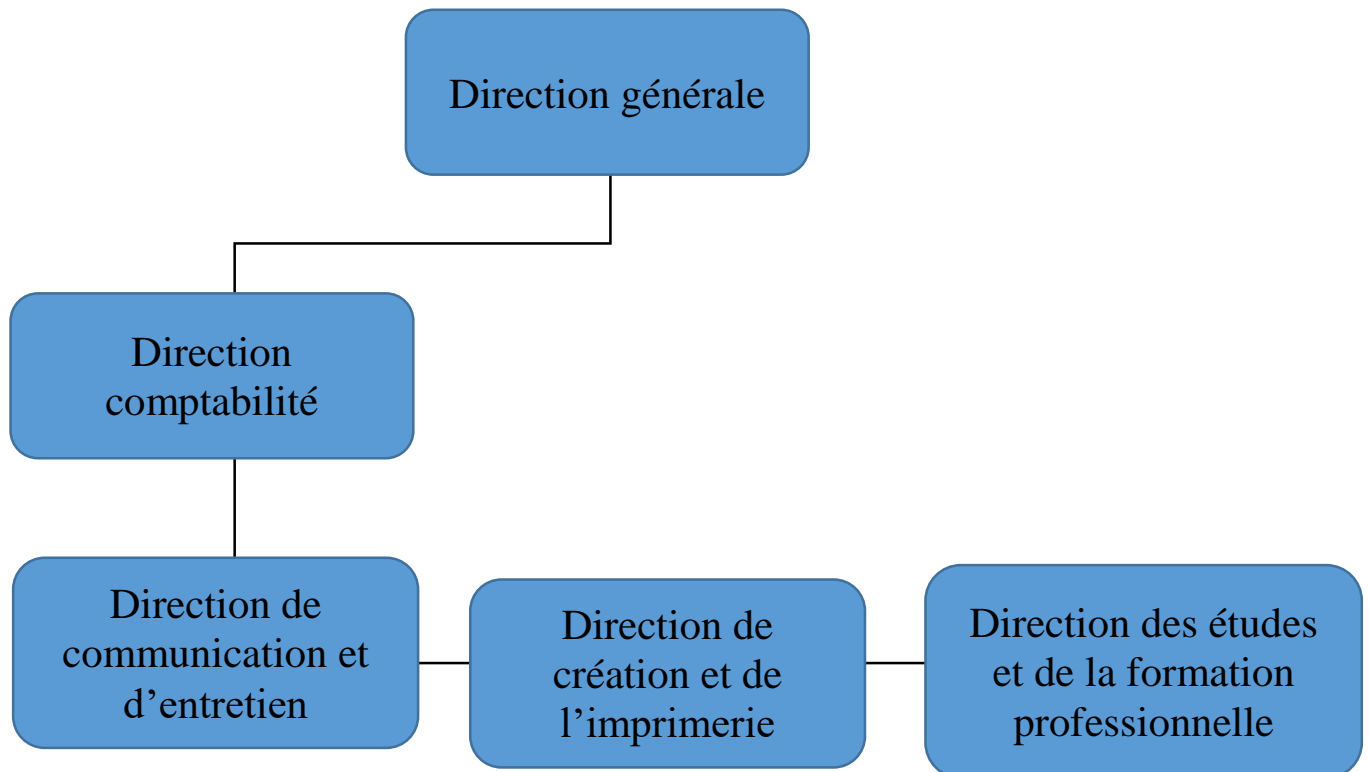 Direction générale
Direction
comptabilité
Direction de
communication et
d’entretien
Direction de
création et de
l’imprimerie
Direction des études
et de la formation
professionnelle